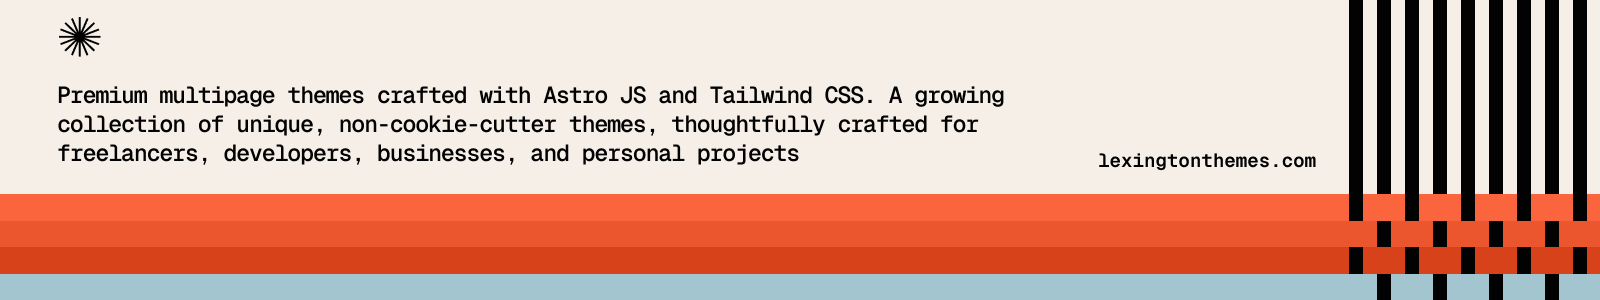 Premium multipage themes crafted with Astro JS and Tailwind CSS. A growing
collection of unique, non-cookie-cutter themes, thoughtfully crafted for
freelancers, developers, businesses, and personal projects
lexingtonthemes.com